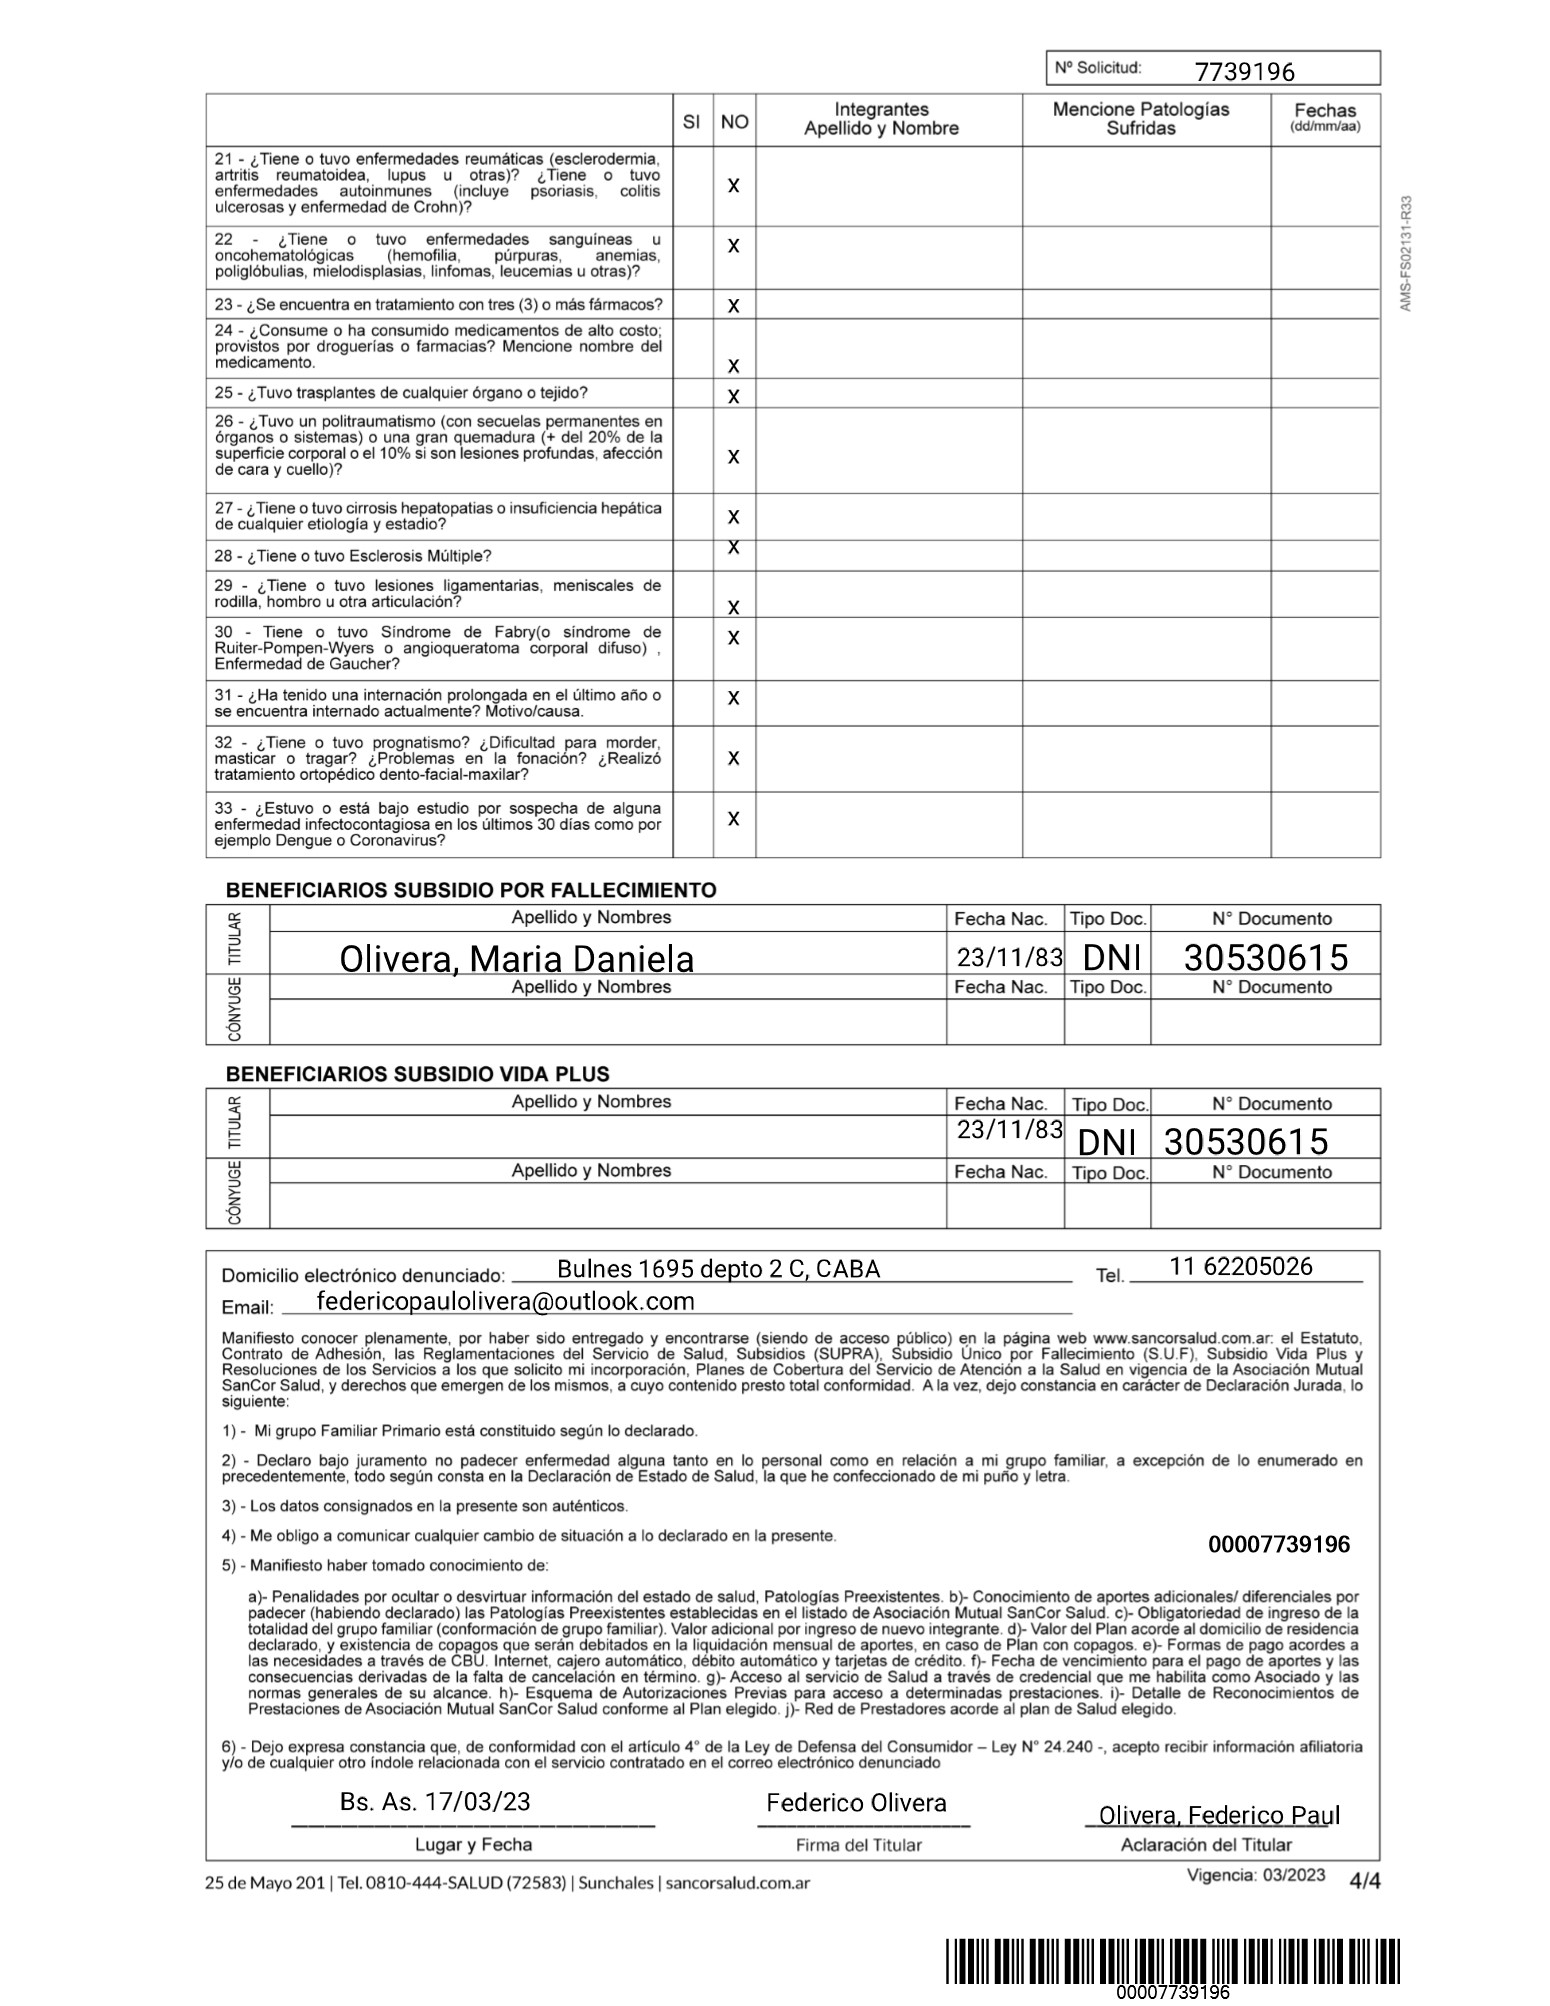 Nº Solicitud: 7739196
SI NO Integrantes Apellido y Nombre Mencione Patologías Sufridas Fechas (dd/mm/aa)
21 - ¿Tiene o tuvo enfermedades reumáticas (esclerodermia,
artritis reumatoidea, lupus u otras)? ¿Tiene o tuvo
enfermedades autoinmunes (incluye psoriasis, colitis
ulcerosas y enfermedad de Crohn)?
X
22 - ¿Tiene o tuvo enfermedades sanguíneas u
oncohematológicas (hemofilia, púrpuras, anemias,
poliglóbulias, mielodisplasias, linfomas, leucemias u otras)?
X
23 - ¿Se encuentra en tratamiento con tres (3) o más fármacos? X
24 - ¿Consume o ha consumido medicamentos de alto costo;
provistos por droguerías o farmacias? Mencione nombre del
medicamento.
X
25 - ¿Tuvo trasplantes de cualquier órgano o tejido? X
26 - ¿Tuvo un politraumatismo (con secuelas permanentes en
órganos o sistemas) o una gran quemadura (+ del 20% de la
superficie corporal o el 10% si son lesiones profundas, afección
de cara y cuello)?
X
27 - ¿Tiene o tuvo cirrosis hepatopatias o insuficiencia hepática
de cualquier etiología y estadio?
X
28 - ¿Tiene o tuvo Esclerosis Múltiple? X
29 - ¿Tiene o tuvo lesiones ligamentarias, meniscales de
rodilla, hombro u otra articulación?
X
30 - Tiene o tuvo Síndrome de Fabry(o síndrome de
Ruiter-Pompen-Wyers o angioqueratoma corporal difuso) ,
Enfermedad de Gaucher?
X
31 - ¿Ha tenido una internación prolongada en el último año o
se encuentra internado actualmente? Motivo/causa.
X
32 - ¿Tiene o tuvo prognatismo? ¿Dificultad para morder,
masticar o tragar? ¿Problemas en la fonación? ¿Realizó
tratamiento ortopédico dento-facial-maxilar?
X
33 - ¿Estuvo o está bajo estudio por sospecha de alguna
enfermedad infectocontagiosa en los últimos 30 días como por
ejemplo Dengue o Coronavirus?
X
AMS-FS02131-R33
BENEFICIARIOS SUBSIDIO POR FALLECIMIENTO
TITULAR Apellido y Nombres Fecha Nac. Tipo Doc. N° Documento
Olivera, Maria Daniela 23/11/83 DNI 30530615
CÓNYUGE Apellido y Nombres Fecha Nac. Tipo Doc. N° Documento
BENEFICIARIOS SUBSIDIO VIDA PLUS
TITULAR Apellido y Nombres Fecha Nac. Tipo Doc. N° Documento
23/11/83 DNI 30530615
CÓNYUGE Apellido y Nombres Fecha Nac. Tipo Doc. N° Documento
Domicilio electrónico denunciado: Bulnes 1695 depto 2 C, CABA Tel. 11 62205026
Email: federicopaulolivera@outlook.com
Manifiesto conocer plenamente, por haber sido entregado y encontrarse (siendo de acceso público) en la página web www.sancorsalud.com.ar: el Estatuto,
Contrato de Adhesión, las Reglamentaciones del Servicio de Salud, Subsidios (SUPRA), Subsidio Único por Fallecimiento (S.U.F), Subsidio Vida Plus y
Resoluciones de los Servicios a los que solicito mi incorporación, Planes de Cobertura del Servicio de Atención a la Salud en vigencia de la Asociación Mutual
SanCor Salud, y derechos que emergen de los mismos, a cuyo contenido presto total conformidad. A la vez, dejo constancia en carácter de Declaración Jurada, lo
siguiente:
1) - Mi grupo Familiar Primario está constituido según lo declarado.
2) - Declaro bajo juramento no padecer enfermedad alguna tanto en lo personal como en relación a mi grupo familiar, a excepción de lo enumerado en
precedentemente, todo según consta en la Declaración de Estado de Salud, la que he confeccionado de mi puño y letra.
3) - Los datos consignados en la presente son auténticos.
4) - Me obligo a comunicar cualquier cambio de situación a lo declarado en la presente.
00007739196
5) - Manifiesto haber tomado conocimiento de:
a)- Penalidades por ocultar o desvirtuar información del estado de salud, Patologías Preexistentes. b)- Conocimiento de aportes adicionales/ diferenciales por
padecer (habiendo declarado) las Patologías Preexistentes establecidas en el listado de Asociación Mutual SanCor Salud. c)- Obligatoriedad de ingreso de la
totalidad del grupo familiar (conformación de grupo familiar). Valor adicional por ingreso de nuevo integrante. d)- Valor del Plan acorde al domicilio de residencia
declarado, y existencia de copagos que serán debitados en la liquidación mensual de aportes, en caso de Plan con copagos. e)- Formas de pago acordes a
las necesidades a través de CBU. Internet, cajero automático, débito automático y tarjetas de crédito. f)- Fecha de vencimiento para el pago de aportes y las
consecuencias derivadas de la falta de cancelación en término. g)- Acceso al servicio de Salud a través de credencial que me habilita como Asociado y las
normas generales de su alcance. h)- Esquema de Autorizaciones Previas para acceso a determinadas prestaciones. i)- Detalle de Reconocimientos de
Prestaciones de Asociación Mutual SanCor Salud conforme al Plan elegido. j)- Red de Prestadores acorde al plan de Salud elegido.
6) - Dejo expresa constancia que, de conformidad con el artículo 4° de la Ley de Defensa del Consumidor – Ley N° 24.240 -, acepto recibir información afiliatoria
y/o de cualquier otro índole relacionada con el servicio contratado en el correo electrónico denunciado
Bs. As. 17/03/23 Federico Olivera Olivera, Federico Paul
Lugar y Fecha Firma del Titular Aclaración del Titular
25 de Mayo 201 | Tel. 0810-444-SALUD (72583) | Sunchales | sancorsalud.com.ar Vigencia: 03/2023 4/4
00007739196